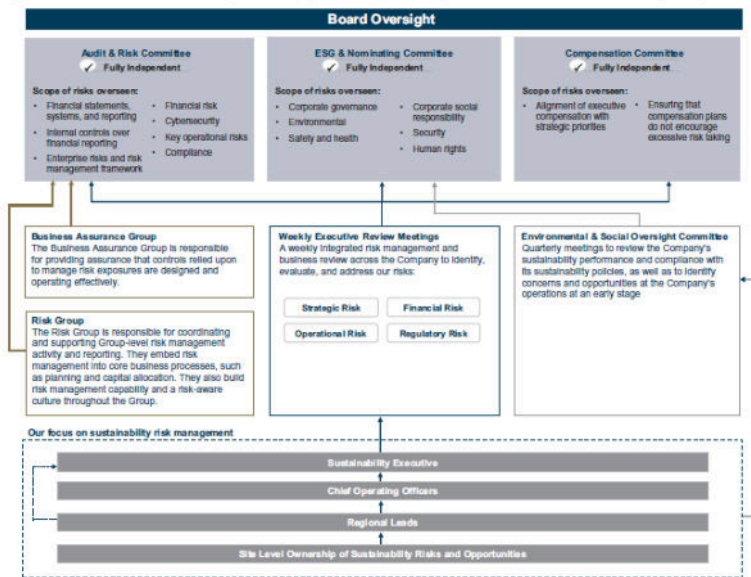 Board Oversight
Audit & Risk Committee
✓ Fully Independent
Scope of risks overseen:
• Financial statements,
systems, and reporting
• Internal controls over
financial reporting
• Enterprise risks and risk
management framework
• Financial risk
• Cybersecurity
• Key operational risks
• Compliance
ESG & Nominating Committee
✓ Fully Independent
Scope of risks overseen:
• Corporate governance
• Environmental
• Safety and health
• Corporate social
responsibility
• Security
• Human rights
Compensation Committee
✓ Fully Independent
Scope of risks overseen:
• Alignment of executive
compensation with
strategic priorities
• Ensuring that
compensation plans
do not encourage
excessive risk taking
Business Assurance Group
The Business Assurance Group is responsible
for providing assurance that controls relied upon
to manage risk exposures are designed and
operating effectively.
Risk Group
The Risk Group is responsible for coordinating
and supporting Group-level risk management
activity and reporting. They embed risk
management into core business processes, such
as planning and capital allocation. They also build
risk management capability and a risk-aware
culture throughout the Group.
Weekly Executive Review Meetings
A weekly integrated risk management and
business review across the Company to identify,
evaluate, and address our risks:
Strategic Risk
Financial Risk
Operational Risk
Regulatory Risk
Environmental & Social Oversight Committee
Quarterly meetings to review the Company's
sustainability performance and compliance with
its sustainability policies, as well as to identify
concerns and opportunities at the Company's
operations at an early stage
Our focus on sustainability risk management
Sustainability Executive
Chief Operating Officers
Regional Leads
Site Level Ownership of Sustainability Risks and Opportunities